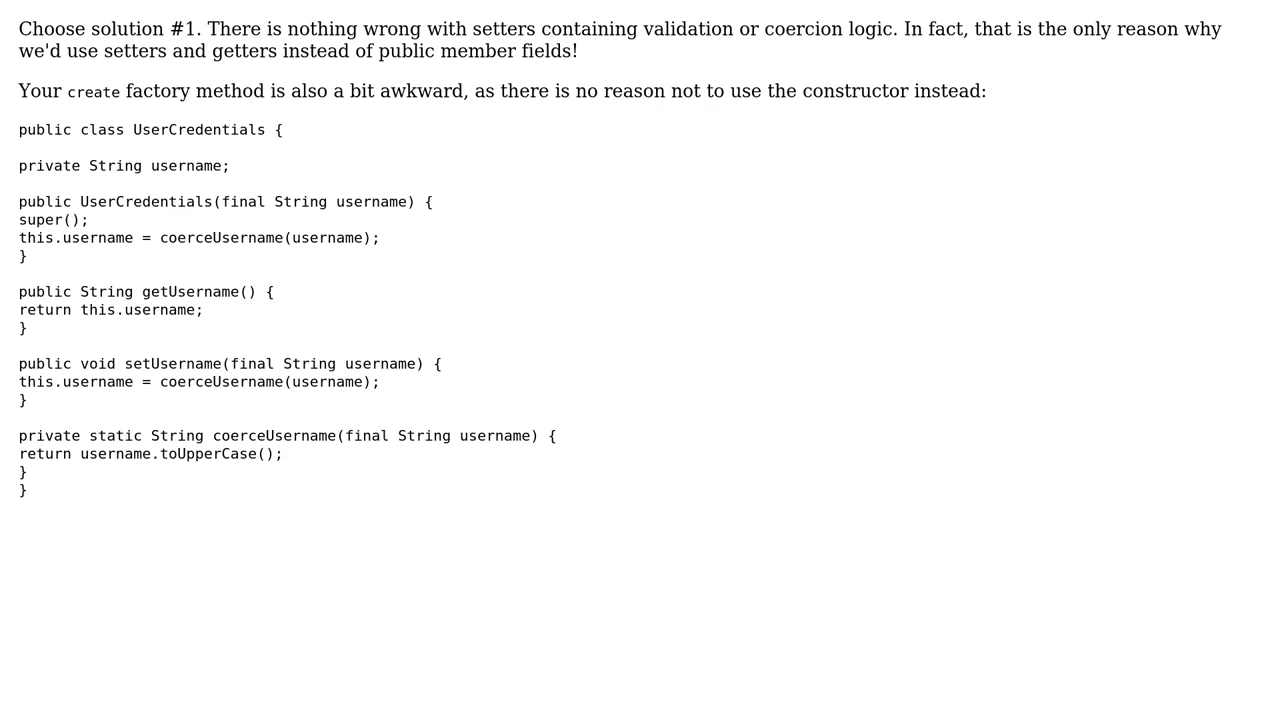 Choose solution #1. There is nothing wrong with setters containing validation or coercion logic. In fact, that is the only reason why
we'd use setters and getters instead of public member fields!
Your create factory method is also a bit awkward, as there is no reason not to use the constructor instead:
public class UserCredentials {
private String username;
public UserCredentials(final String username) {
super();
this.username = coerceUsername(username);
}
public String getUsername() {
return this.username;
}
public void setUsername(final String username) {
this.username = coerceUsername(username);
}
private static String coerceUsername(final String username) {
return username.toUpperCase();
}
}